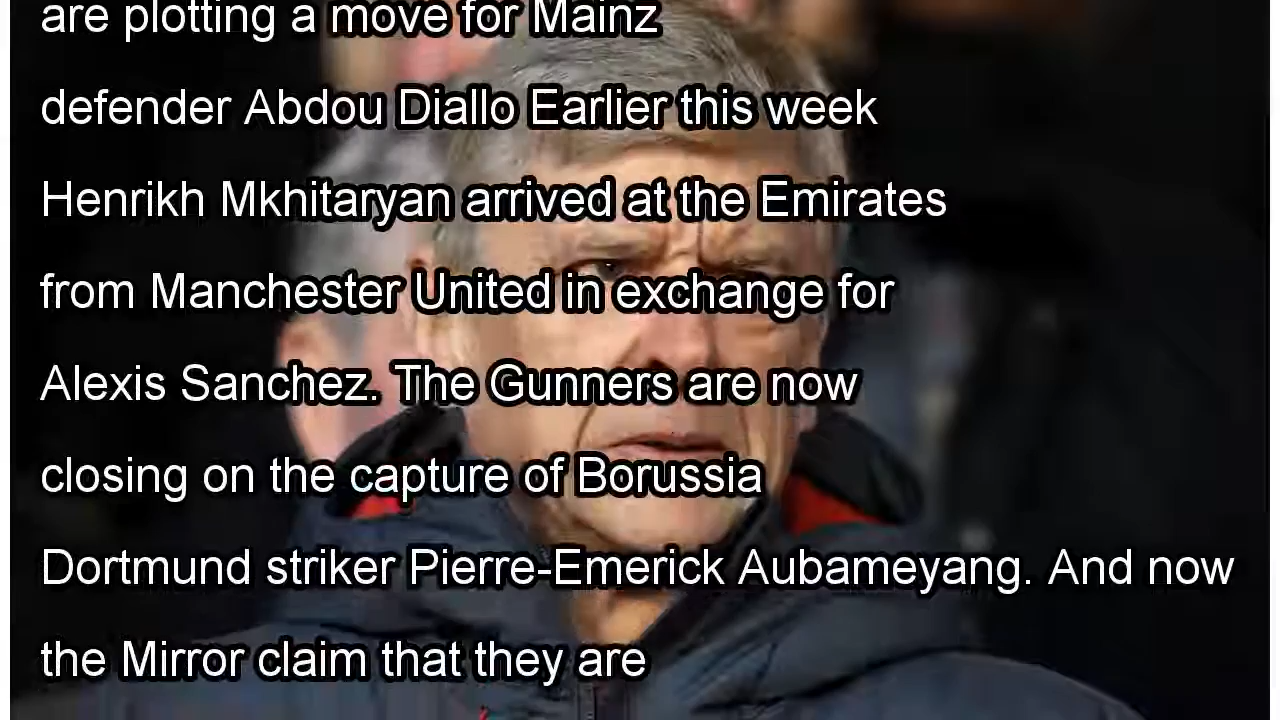 are plotting a move for Mainz
defender Abdou Diallo Earlier this week
Henrikh Mkhitaryan arrived at the Emirates
from Manchester United in exchange for
Alexis Sanchez. The Gunners are now
closing on the capture of Borussia
Dortmund striker Pierre-Emerick Aubameyang. And now
the Mirror claim that they are